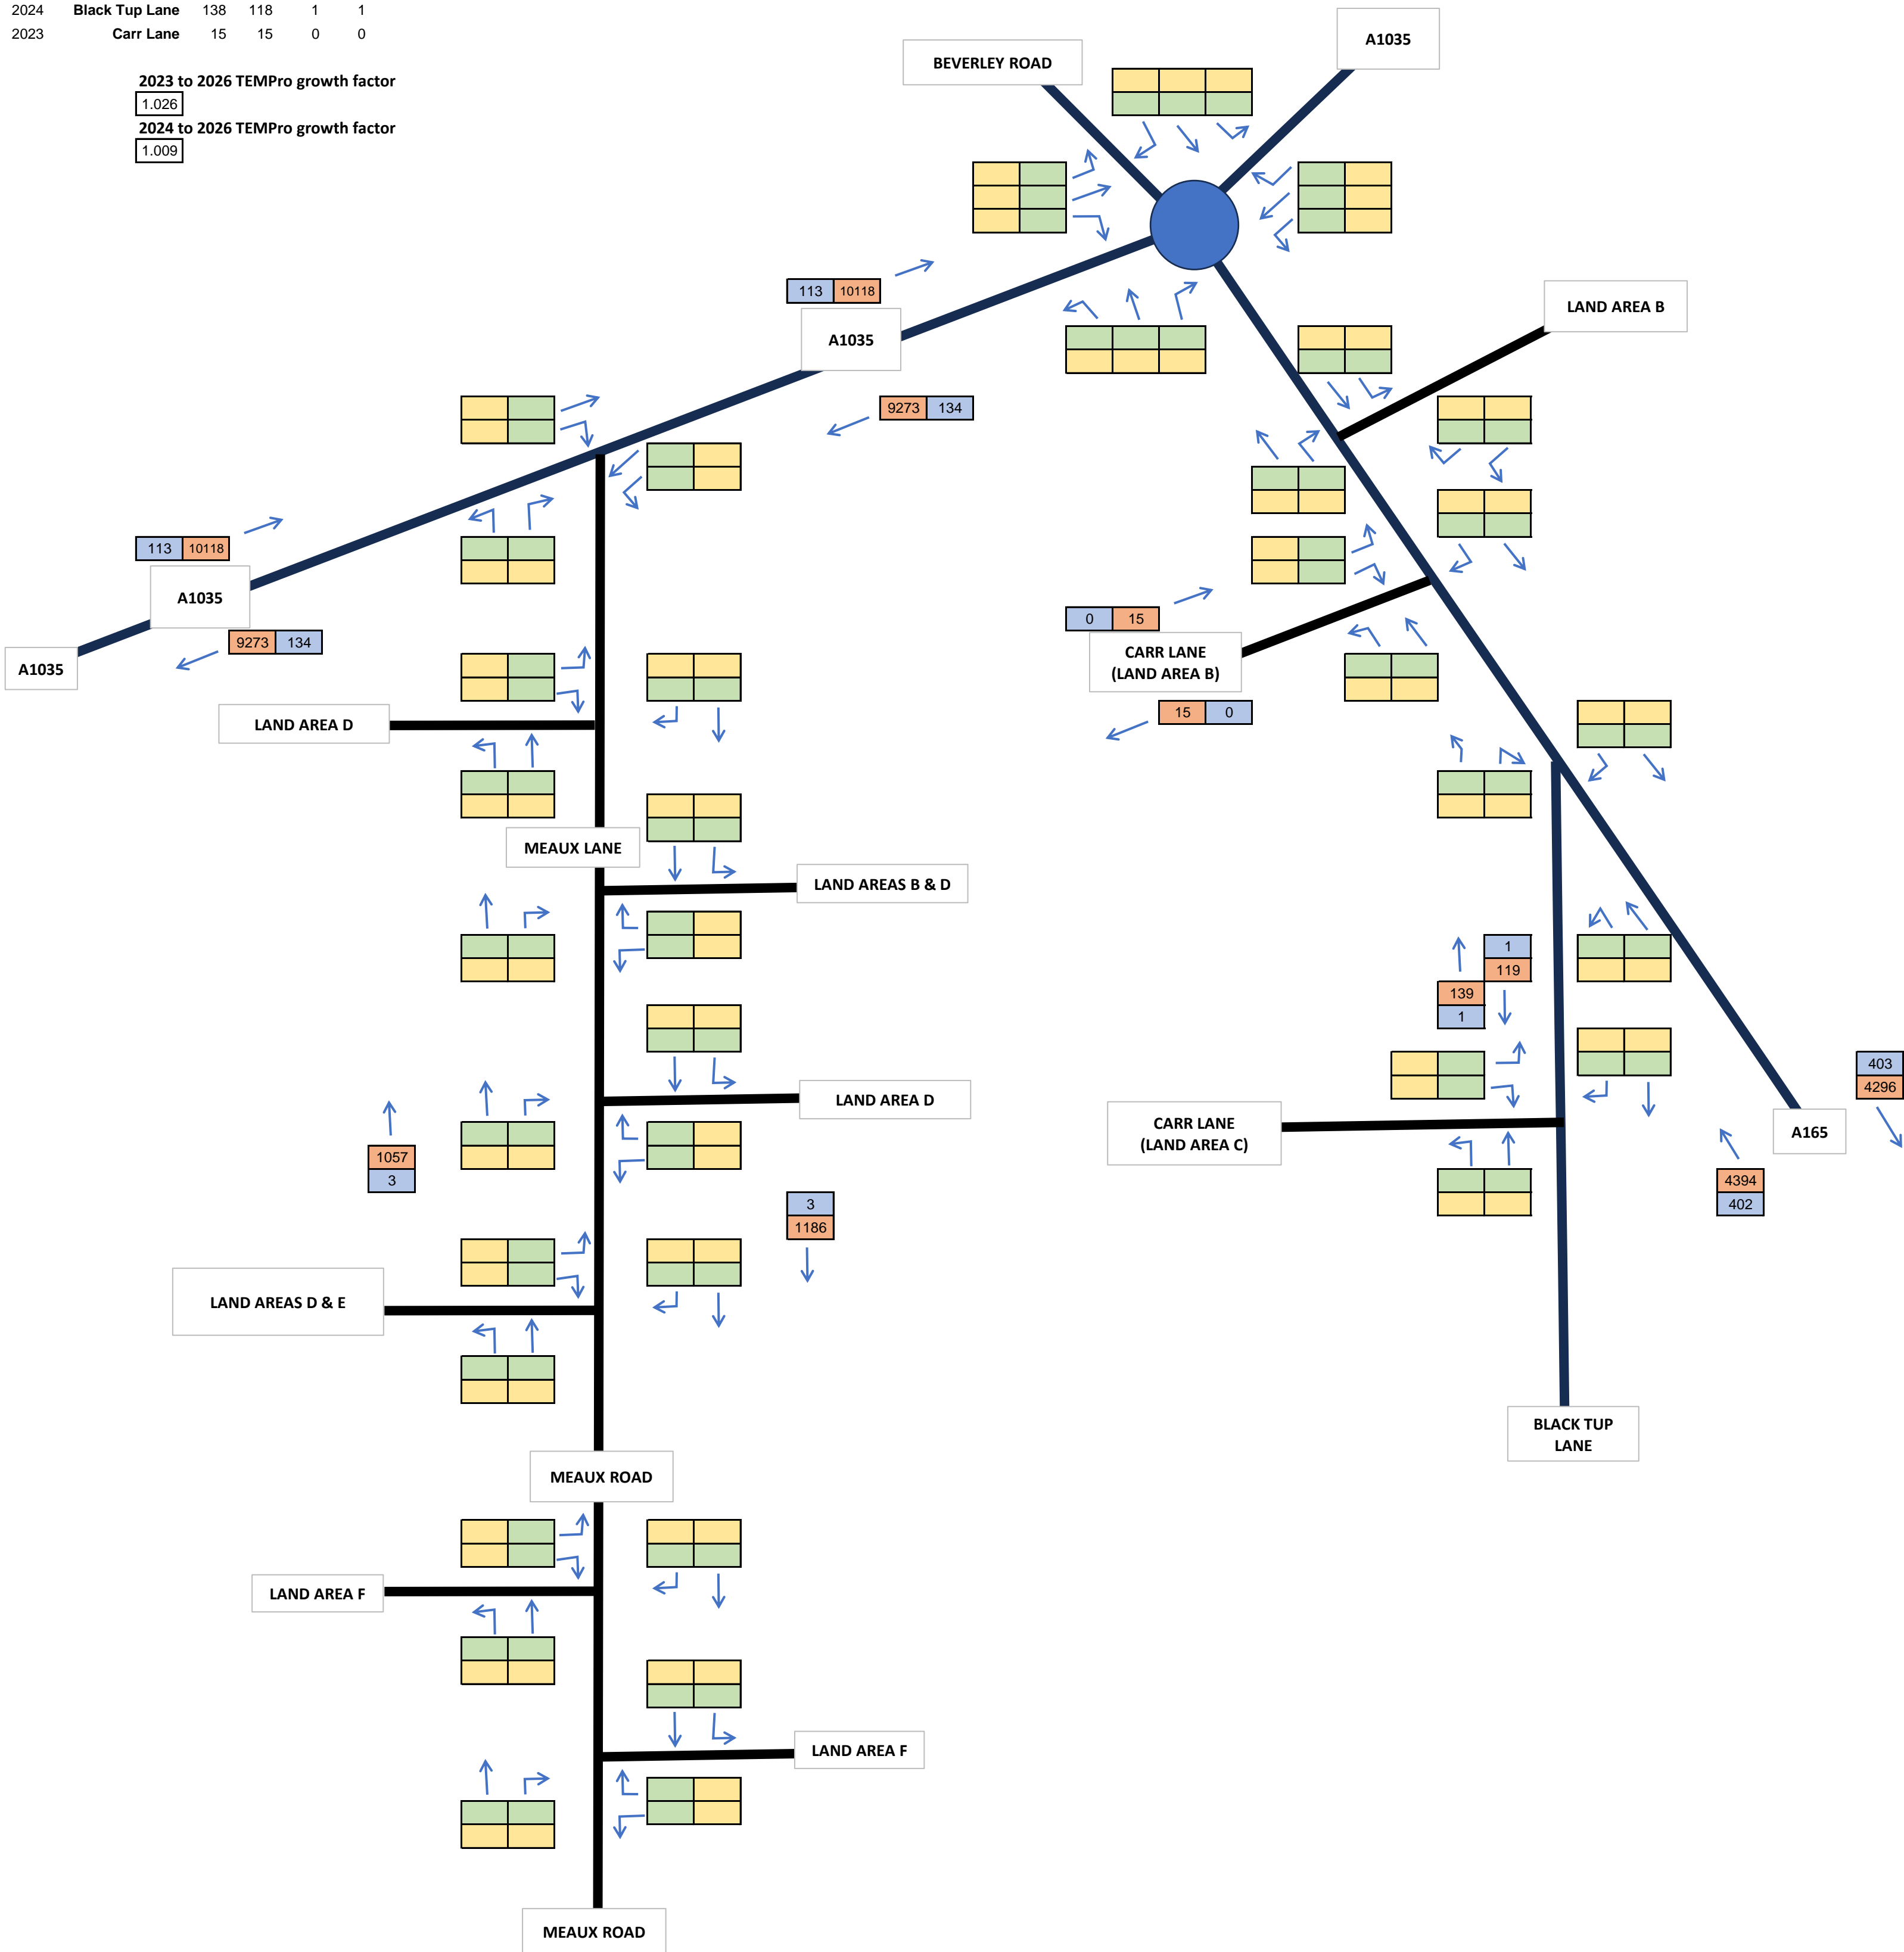 2024 Black Tup Lane 138 118 1 1
2023 Carr Lane 15 15 0 0
2023 to 2026 TEMPro growth factor
1.026
2024 to 2026 TEMPro growth factor
1.009
A1035
BEVERLEY ROAD
113 10118
A1035
LAND AREA B
9273 134
113 10118
A1035
9273 134
A1035
0 15
CARR LANE
(LAND AREA B)
15 0
LAND AREA D
MEAUX LANE
LAND AREAS B & D
1
119
139
1
LAND AREA D
1057
3
403
4296
CARR LANE
(LAND AREA C)
A165
4394
402
3
1186
LAND AREAS D & E
BLACK TUP
LANE
MEAUX ROAD
LAND AREA F
LAND AREA F
MEAUX ROAD